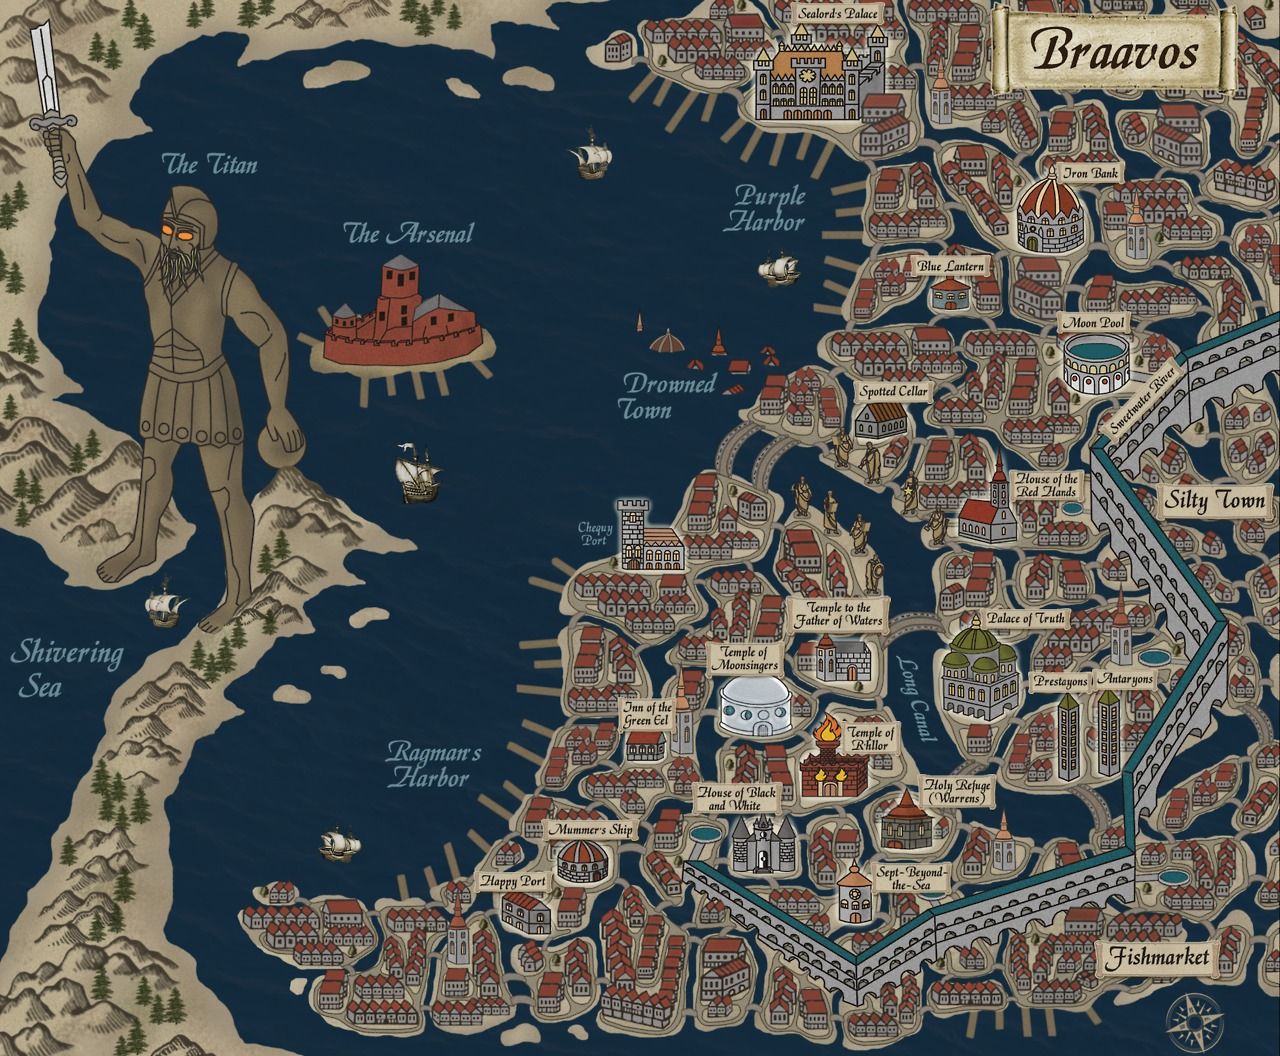 Sealord's Palace
Braavos
The Titan
Iron Bank
Purple
Harbor
The Arsenal
Blue Lantern
Moon Pool
Drowned
Town
Spotted Cellar
Sweetwater River
House of the
Red Hands
Silty Town
Chequy
Port
Temple to the
Father of Waters
Palace of Truth
Shivering
Sea
Temple of
Moonsingers
Long Canal
Prestayons
Antaryons
Inn of the
Green Eel
Temple of
R'hllor
Ragman's
Harbor
House of Black
and White
Holy Refuge
(Warrens)
Mummer's Ship
Happy Port
Sept-Beyond-
the-Sea
Fishmarket